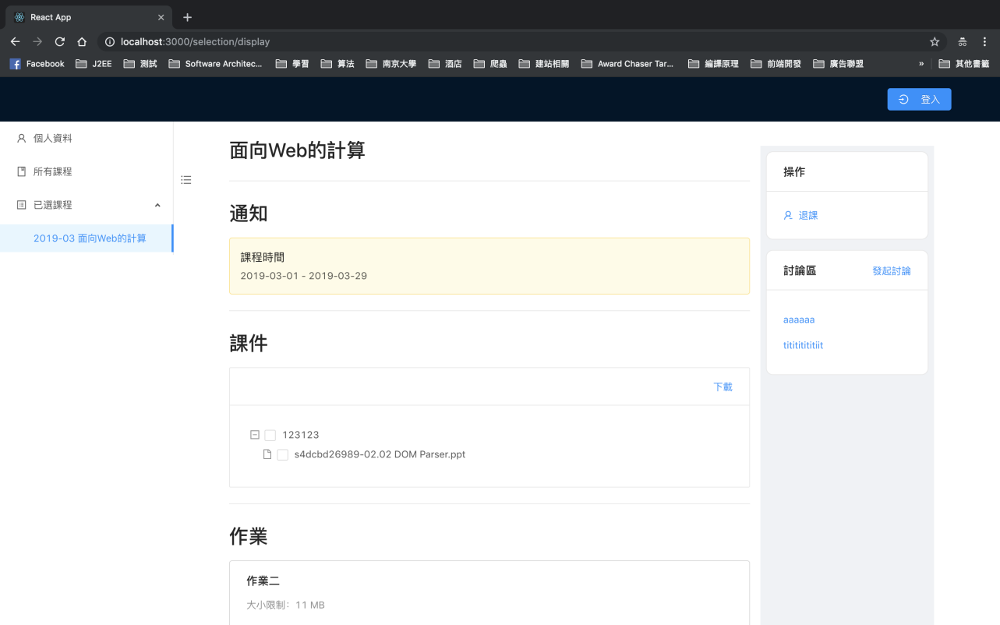 React App
localhost:3000/selection/display
Facebook J2EE 測試 Software Architec... 學習 算法 南京大學 酒店 爬蟲 建站相關 Award Chaser Tar... 編譯原理 前端開發 廣告聯盟 » 其他書籤
登入
個人資料
所有課程
已選課程
2019-03 面向Web的計算
面向Web的計算
通知
課程時間
2019-03-01 - 2019-03-29
課件
下載
123123
s4dcbd26989-02.02 DOM Parser.ppt
作業
作業二
大小限制：11 MB
操作
退課
討論區 發起討論
aaaaaa
titititititiit